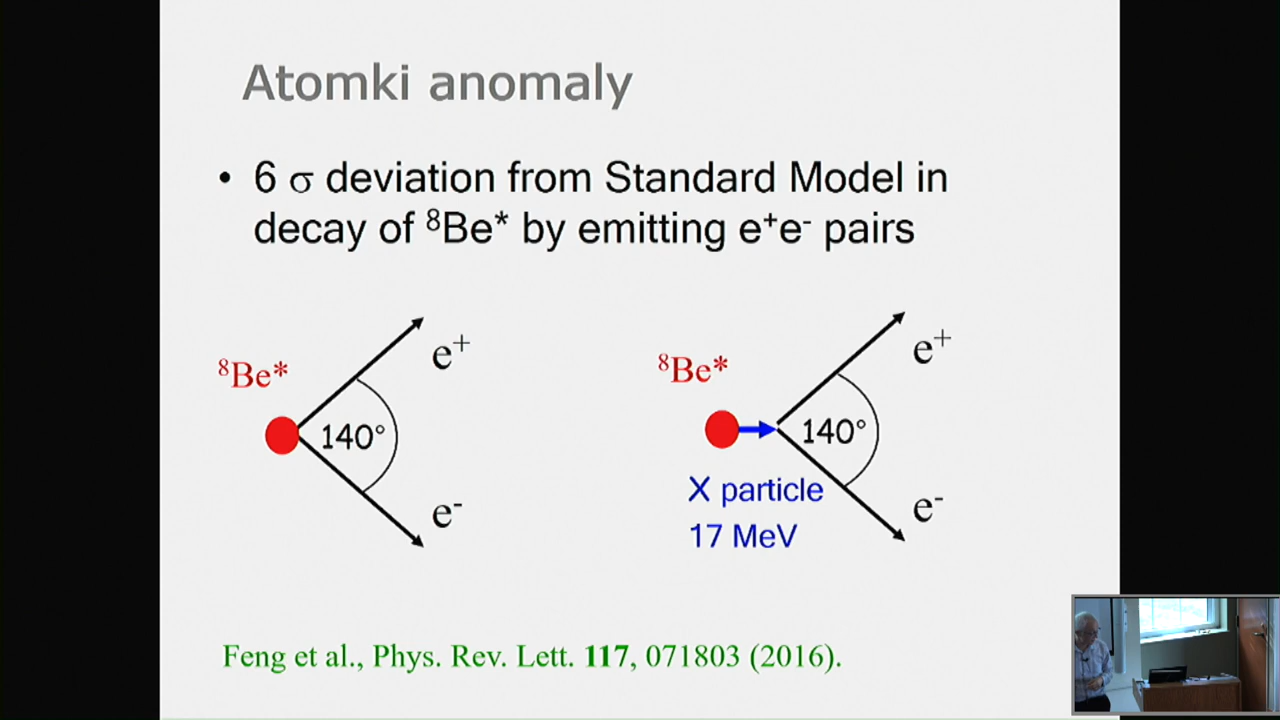 Atomki anomaly
• 6 σ deviation from Standard Model in
decay of ⁸Be* by emitting e⁺e⁻ pairs
⁸Be*
e⁺
140°
e⁻
⁸Be*
e⁺
140°
X particle
17 MeV
e⁻
Feng et al., Phys. Rev. Lett. 117, 071803 (2016).